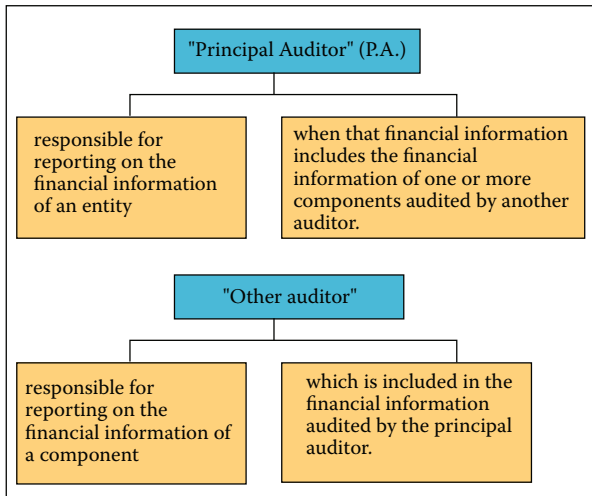 "Principal Auditor" (P.A.)
responsible for
reporting on the
financial information
of an entity
when that financial information
includes the financial
information of one or more
components audited by another
auditor.
"Other auditor"
responsible for
reporting on the
financial information of
a component
which is included in the
financial information
audited by the principal
auditor.